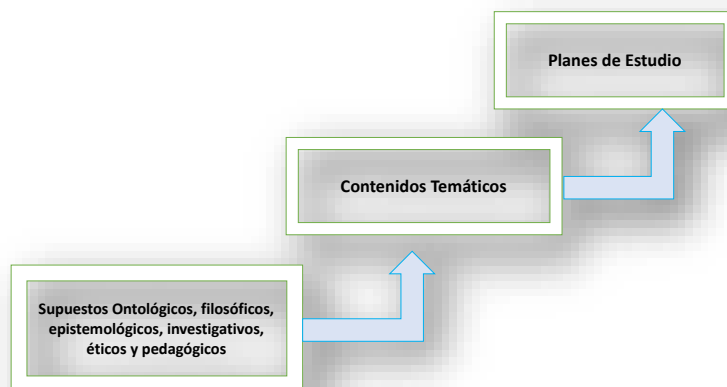 Planes de Estudio
Contenidos Temáticos
Supuestos Ontológicos, filosóficos,
epistemológicos, investigativos,
éticos y pedagógicos